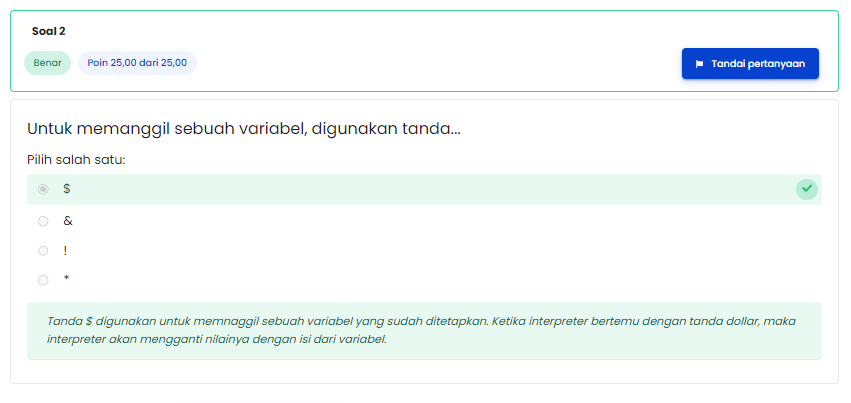 Soal 2
Benar
Poin 25,00 dari 25,00
Tandai pertanyaan
Untuk memanggil sebuah variabel, digunakan tanda...
Pilih salah satu:
$
&
!
*
Tanda $ digunakan untuk memnaggil sebuah variabel yang sudah ditetapkan. Ketika interpreter bertemu dengan tanda dollar, maka
interpreter akan mengganti nilainya dengan isi dari variabel.